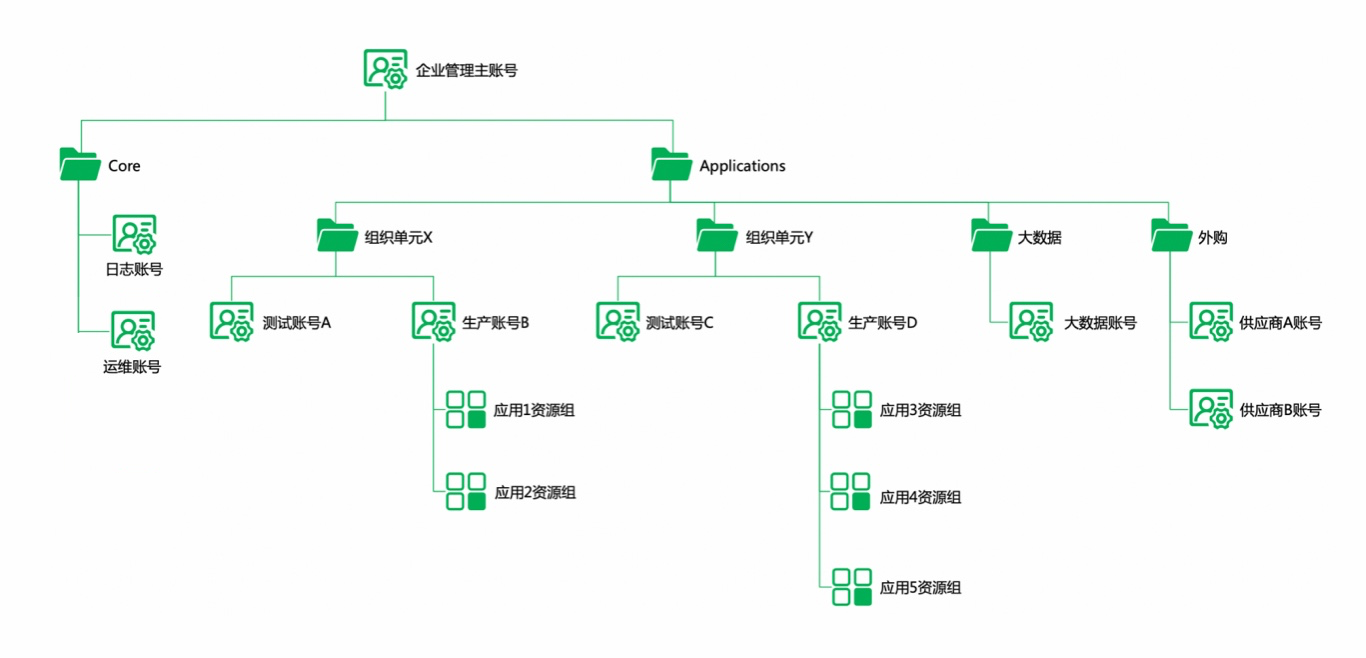 企业管理主账号
Core
Applications
日志账号
运维账号
组织单元X
组织单元Y
大数据
外购
测试账号A
生产账号B
测试账号C
生产账号D
大数据账号
供应商A账号
应用1资源组
应用3资源组
供应商B账号
应用2资源组
应用4资源组
应用5资源组